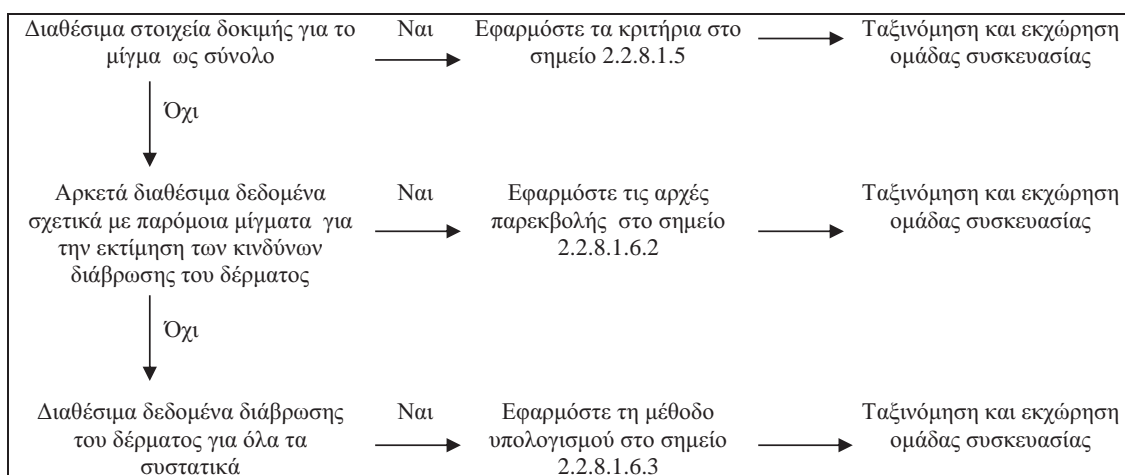 Διαθέσιμα στοιχεία δοκιμής για το
μίγμα ως σύνολο
Ναι
Εφαρμόστε τα κριτήρια στο
σημείο 2.2.8.1.5
Ταξινόμηση και εκχώρηση
ομάδας συσκευασίας
Όχι
Αρκετά διαθέσιμα δεδομένα
σχετικά με παρόμοια μίγματα για
την εκτίμηση των κινδύνων
διάβρωσης του δέρματος
Ναι
Εφαρμόστε τις αρχές
παρεκβολής στο σημείο
2.2.8.1.6.2
Ταξινόμηση και εκχώρηση
ομάδας συσκευασίας
Όχι
Διαθέσιμα δεδομένα διάβρωσης
του δέρματος για όλα τα
συστατικά
Ναι
Εφαρμόστε τη μέθοδο
υπολογισμού στο σημείο
2.2.8.1.6.3
Ταξινόμηση και εκχώρηση
ομάδας συσκευασίας